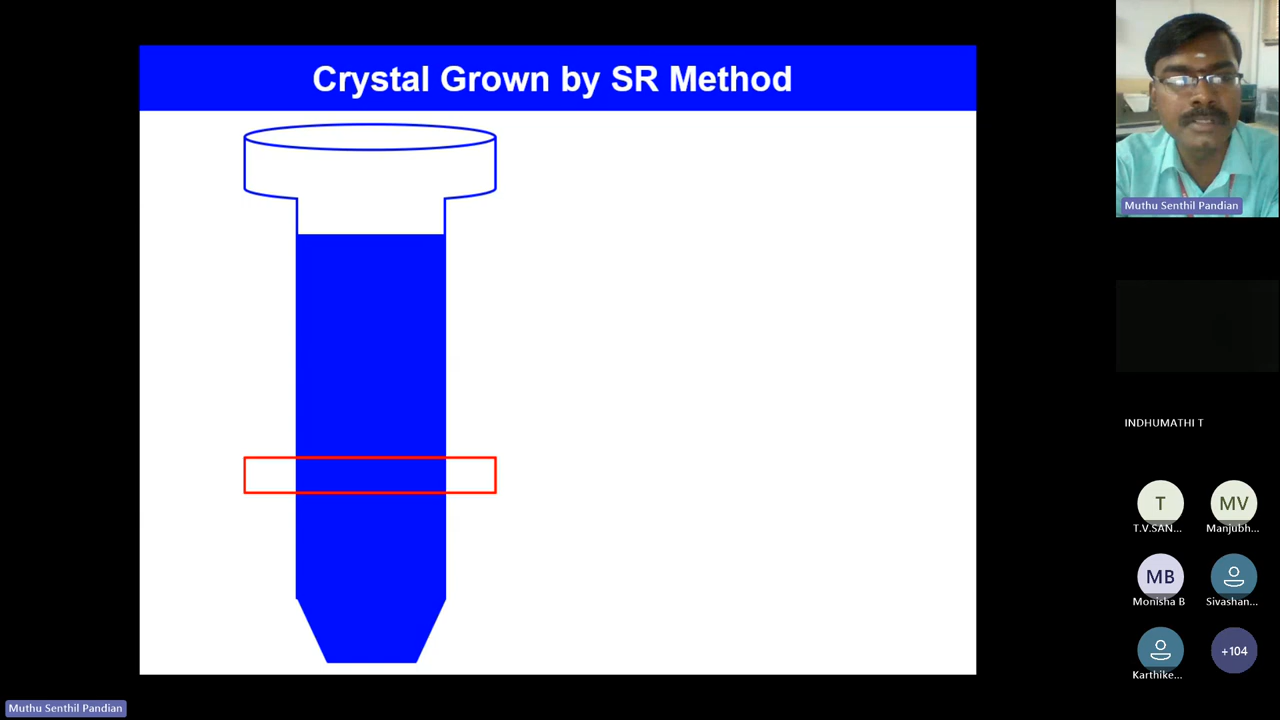 Crystal Grown by SR Method
Muthu Senthil Pandian
INDHUMATHI T
T
MV
T.V.SAN...
Manjubh...
MB
Monisha B
Sivashan...
+104
Karthike...
Muthu Senthil Pandian